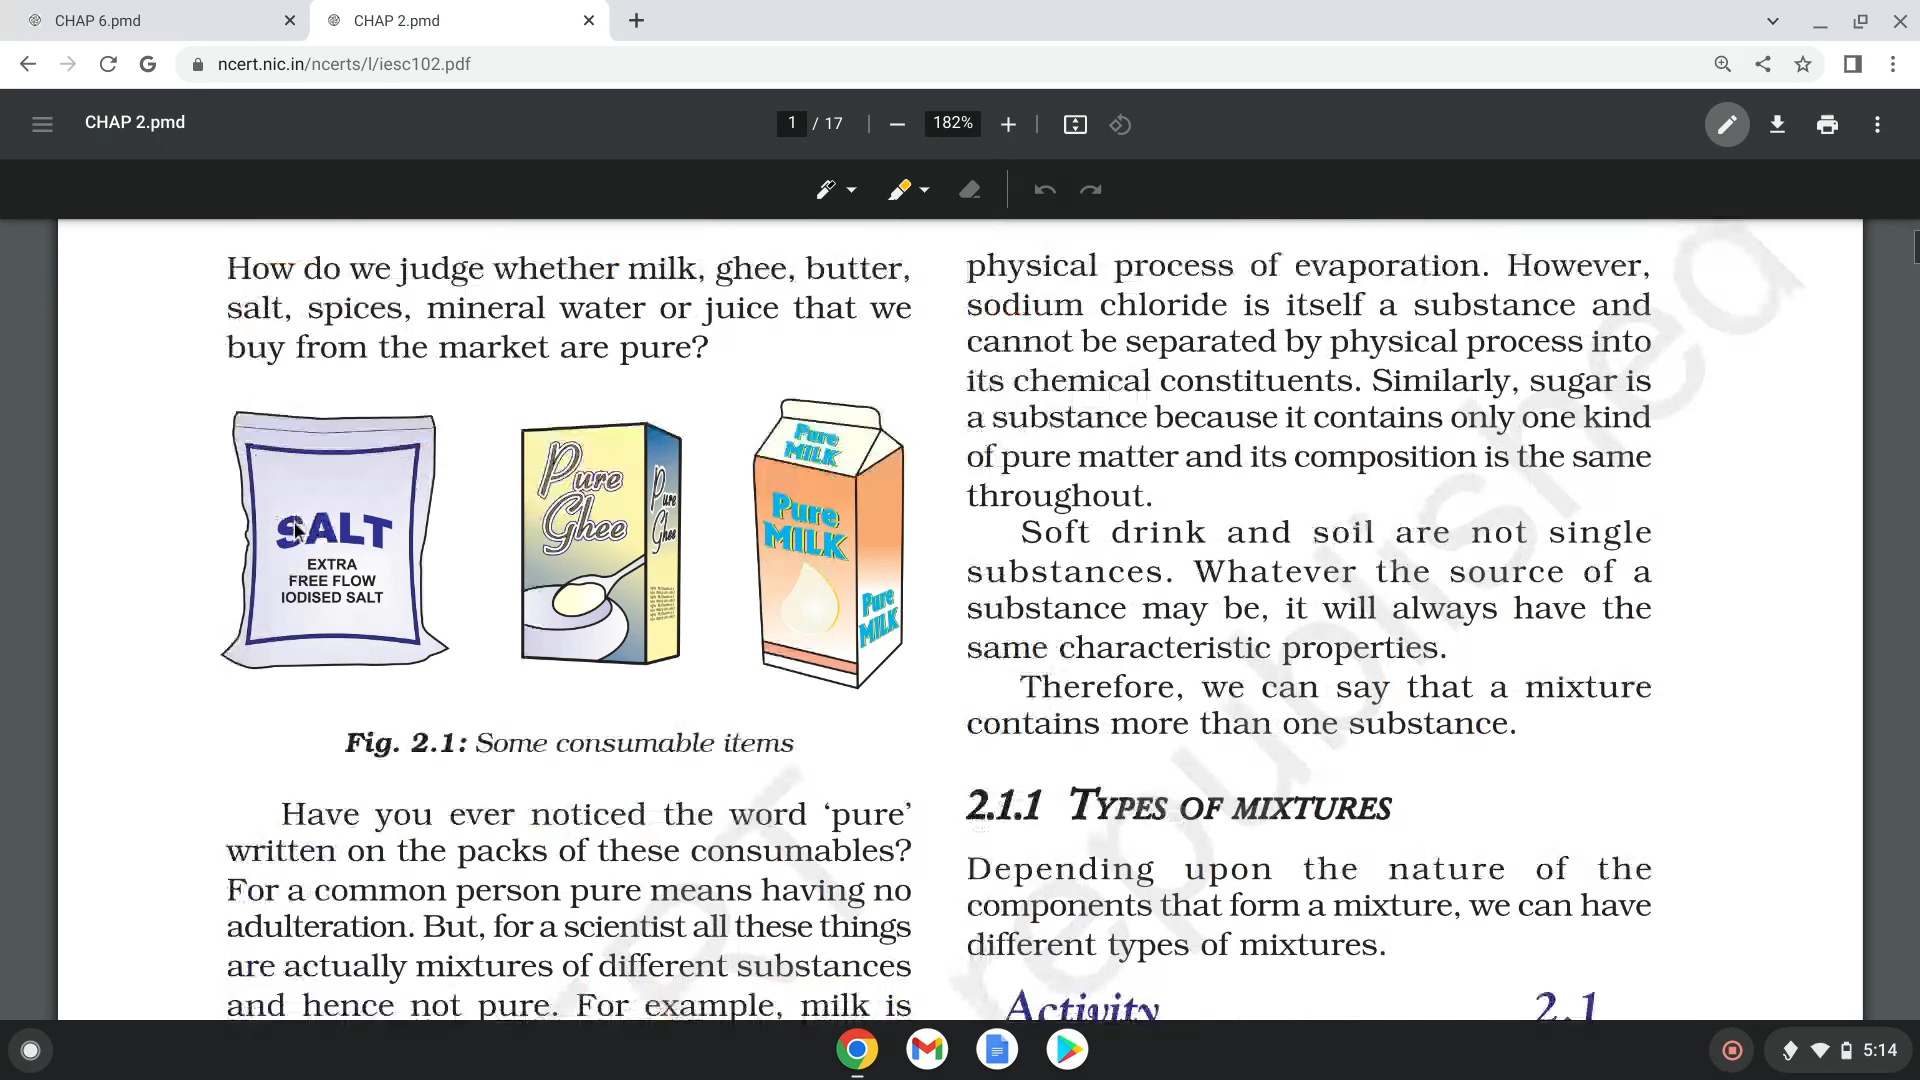 CHAP 6.pmd
CHAP 2.pmd
ncert.nic.in/ncerts/l/iesc102.pdf
CHAP 2.pmd
1 / 17
182%
How do we judge whether milk, ghee, butter,
salt, spices, mineral water or juice that we
buy from the market are pure?
SALT
EXTRA
FREE FLOW
IODISED SALT
Pure
Ghee
Pure
Ghee
Pure
MILK
Pure
MILK
Pure
MILK
Fig. 2.1: Some consumable items
Have you ever noticed the word ‘pure’
written on the packs of these consumables?
For a common person pure means having no
adulteration. But, for a scientist all these things
are actually mixtures of different substances
and hence not pure. For example, milk is
physical process of evaporation. However,
sodium chloride is itself a substance and
cannot be separated by physical process into
its chemical constituents. Similarly, sugar is
a substance because it contains only one kind
of pure matter and its composition is the same
throughout.
Soft drink and soil are not single
substances. Whatever the source of a
substance may be, it will always have the
same characteristic properties.
Therefore, we can say that a mixture
contains more than one substance.
2.1.1 TYPES OF MIXTURES
Depending upon the nature of the
components that form a mixture, we can have
different types of mixtures.
Activity 2.1
republished
5:14